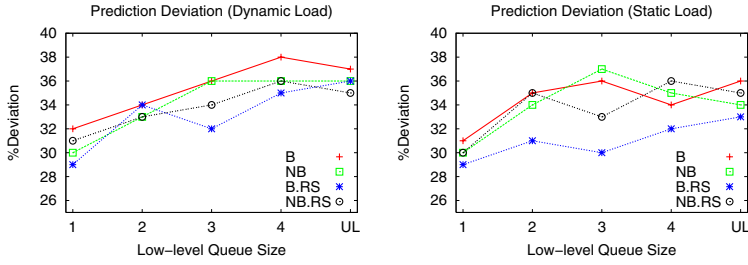 Prediction Deviation (Dynamic Load)
%Deviation
40
38
36
34
32
30
28
26
B
NB
B.RS
NB.RS
1 2 3 4 UL
Low-level Queue Size
Prediction Deviation (Static Load)
%Deviation
40
38
36
34
32
30
28
26
B
NB
B.RS
NB.RS
1 2 3 4 UL
Low-level Queue Size